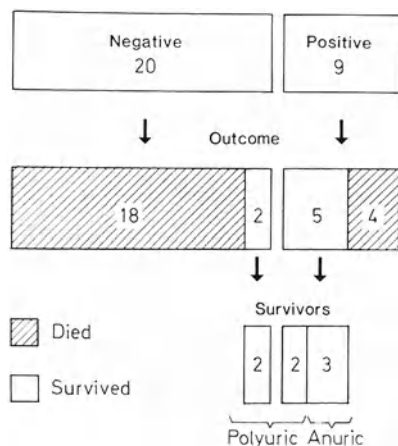 Negative Positive
20 9
Outcome
18 2 5 4
Survivors
Died
2 2 3
Survived
Polyuric Anuric